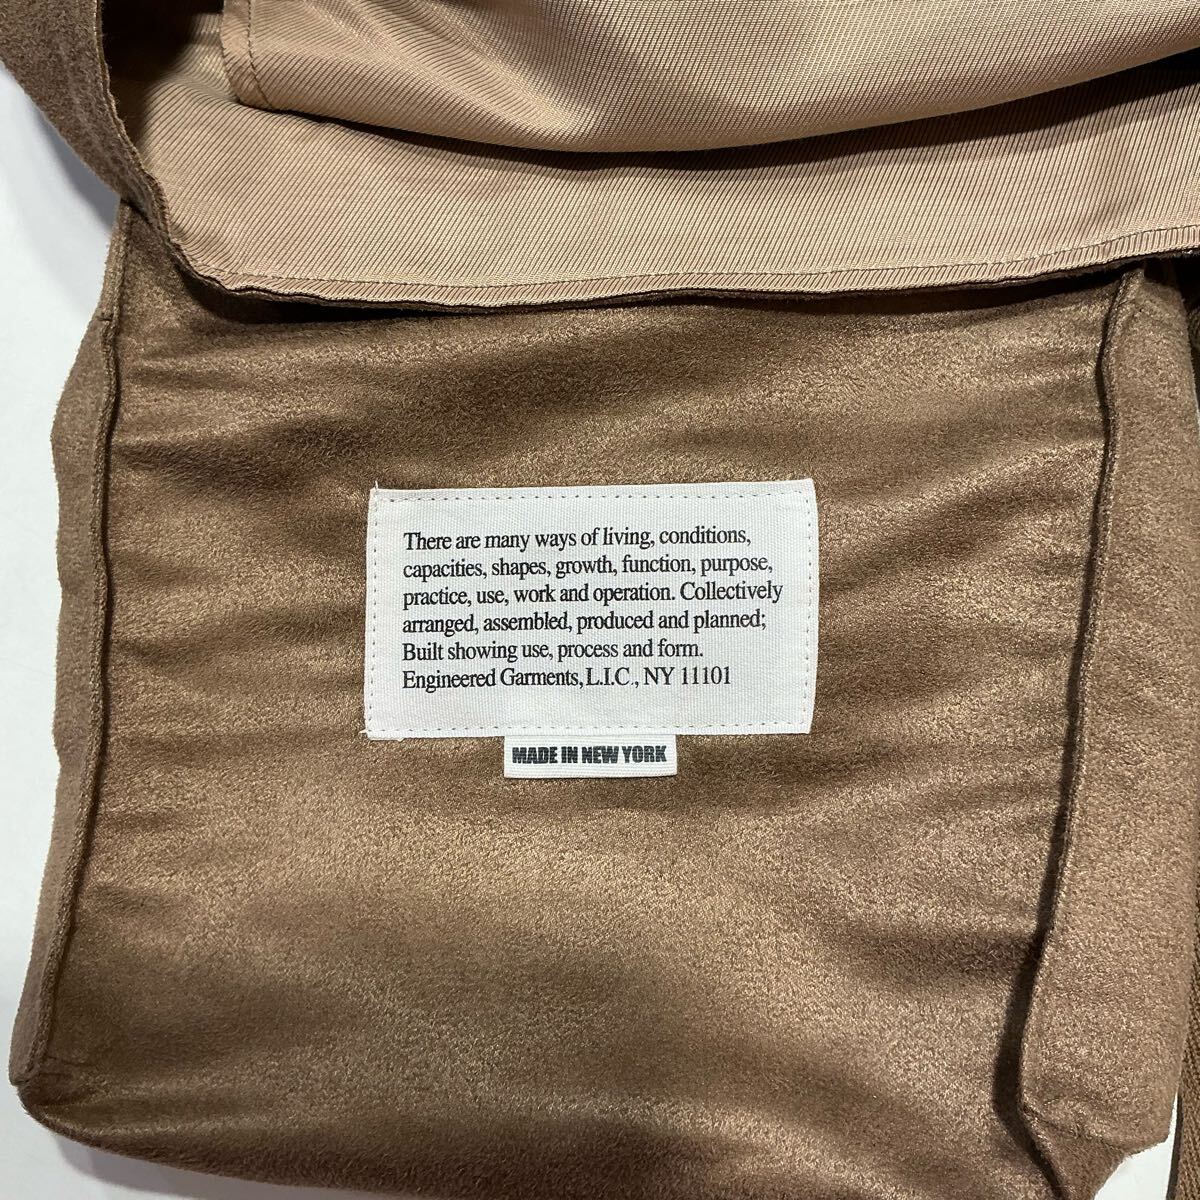 There are many ways of living, conditions,
capacities, shapes, growth, function, purpose,
practice, use, work and operation. Collectively
arranged, assembled, produced and planned;
Built showing use, process and form.
Engineered Garments, L.I.C., NY 11101
MADE IN NEW YORK